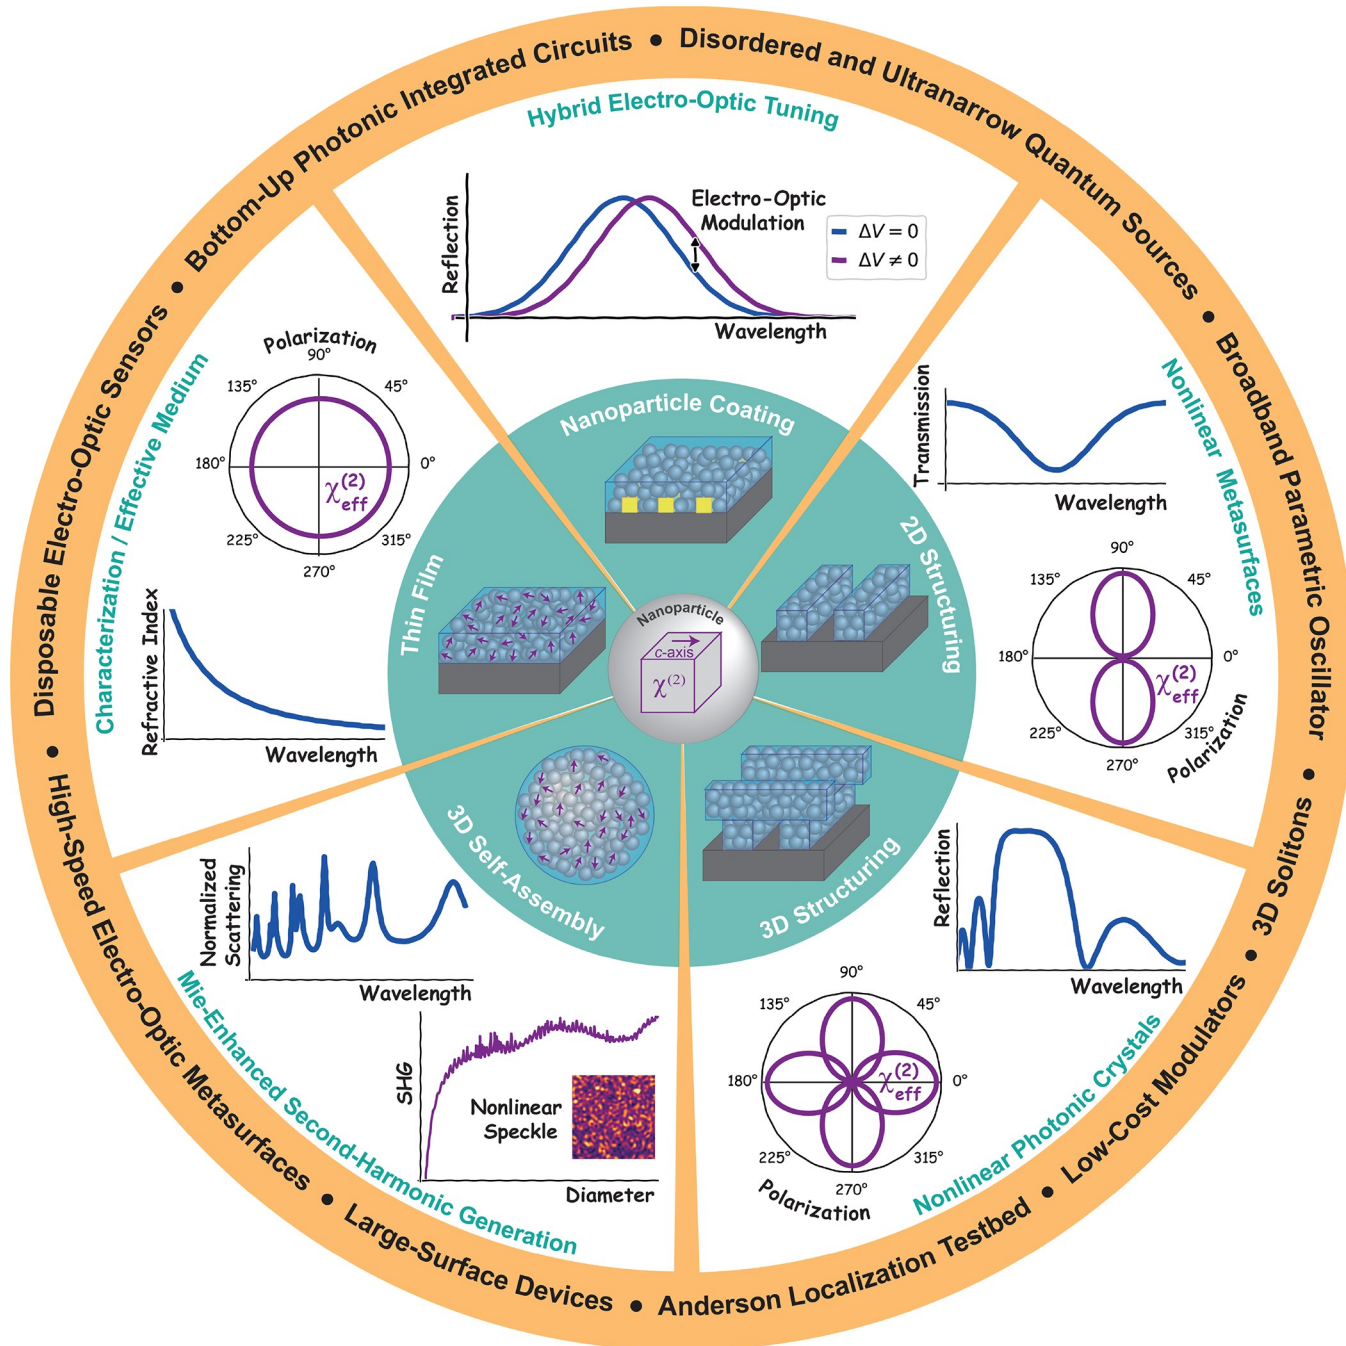 Bottom-Up Photonic Integrated Circuits • Disordered and Ultranarrow Quantum Sources • Broadband Parametric Oscillator • 3D Solitons • Low-Cost Modulators • Anderson Localization Testbed • Large-Surface Devices • High-Speed Electro-Optic Metasurfaces • Disposable Electro-Optic Sensors •
Hybrid Electro-Optic Tuning
Reflection
Electro-Optic
Modulation
ΔV = 0
ΔV ≠ 0
Wavelength
Nonlinear Metasurfaces
Transmission
Wavelength
90°
135°
45°
180°
0°
χ(2)
eff
225°
315°
270°
Polarization
Nonlinear Photonic Crystals
Reflection
Wavelength
90°
135°
45°
180°
0°
χ(2)
eff
225°
315°
270°
Polarization
Mie-Enhanced Second-Harmonic Generation
Normalized
Scattering
Wavelength
SHG
Nonlinear
Speckle
Diameter
Characterization / Effective Medium
Polarization
90°
135°
45°
180°
0°
χ(2)
eff
225°
315°
270°
Refractive Index
Wavelength
Nanoparticle Coating
2D Structuring
3D Structuring
3D Self-Assembly
Thin Film
Nanoparticle
c-axis
χ(2)